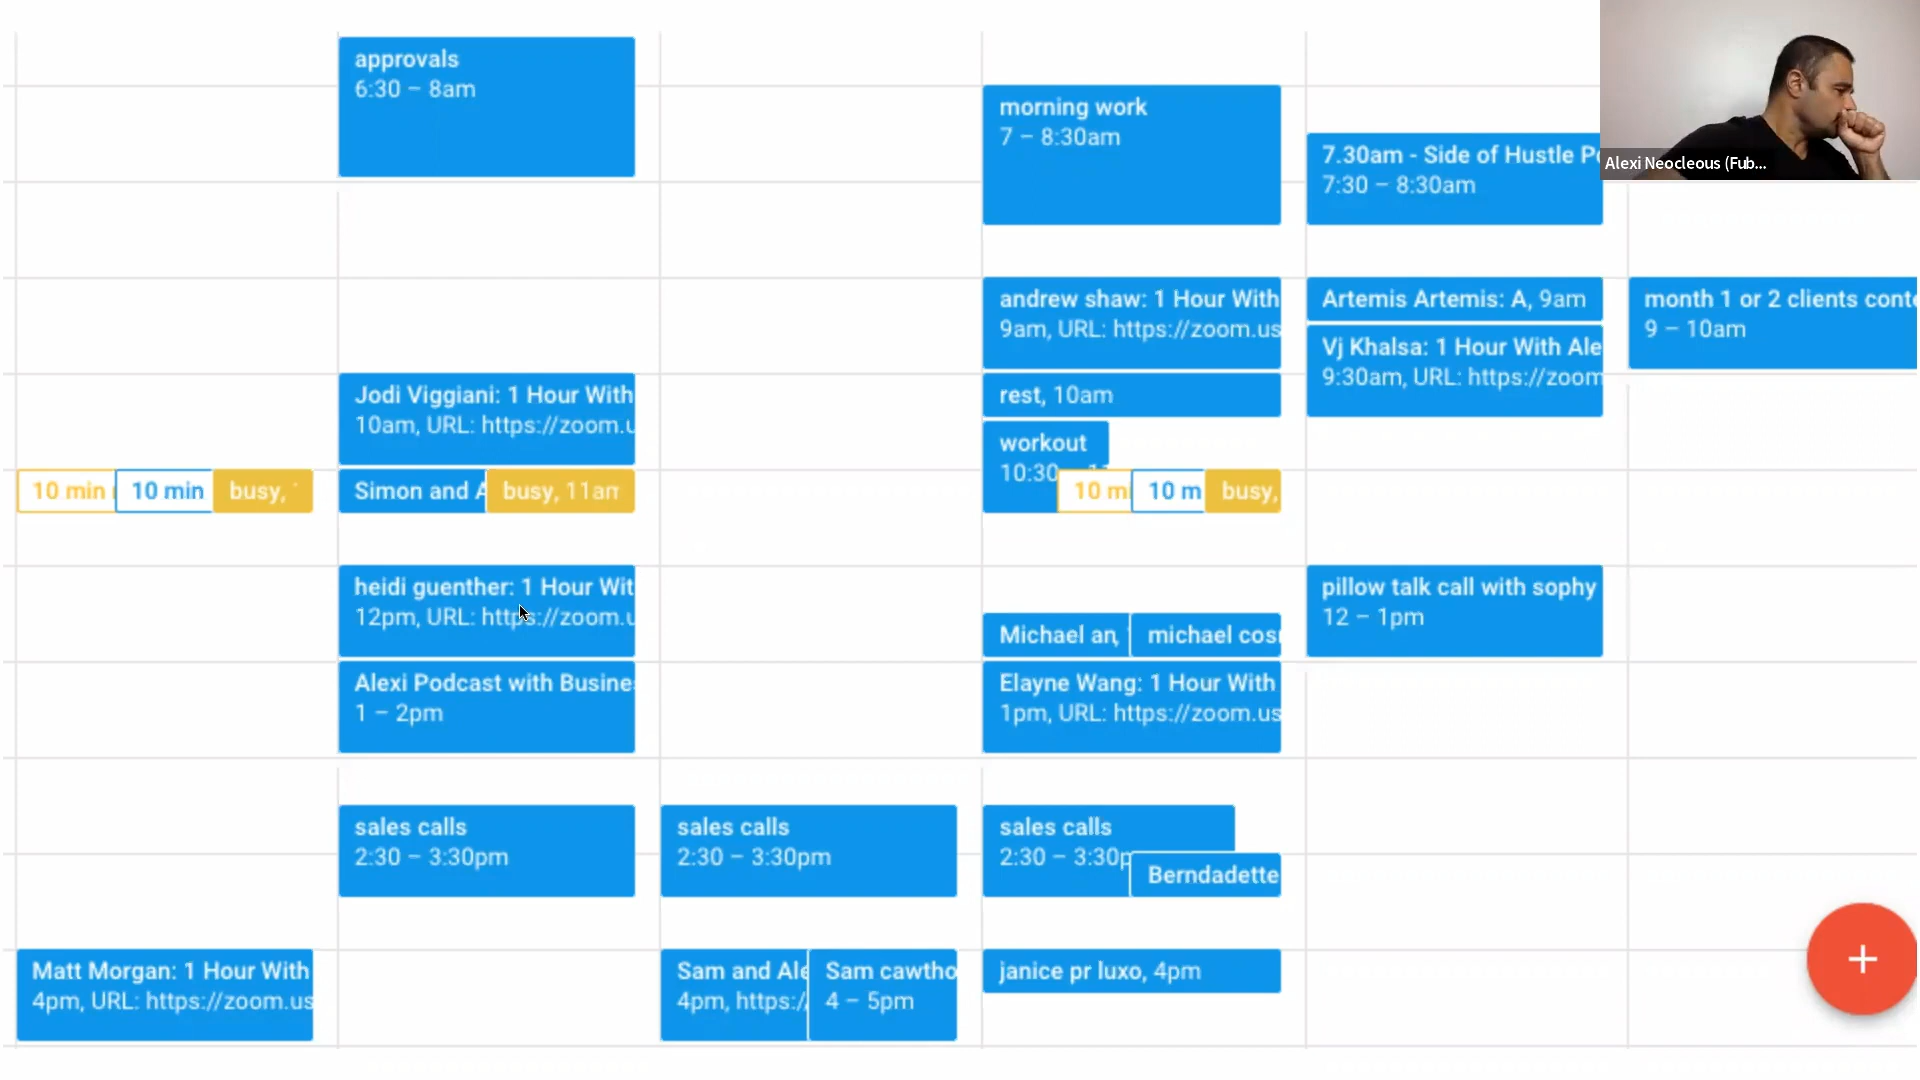 approvals
6:30 – 8am
morning work
7 – 8:30am
7.30am - Side of Hustle
7:30 – 8:30am
Alexi Neocleous (Fub...
andrew shaw: 1 Hour With
9am, URL: https://zoom.us
Artemis Artemis: A, 9am
Vj Khalsa: 1 Hour With Ale
9:30am, URL: https://zoom
month 1 or 2 clients conte
9 – 10am
Jodi Viggiani: 1 Hour With
10am, URL: https://zoom.u
rest, 10am
workout
10:30
10 min
10 min
busy,
Simon and A
busy, 11am
10 m
10 m
busy,
heidi guenther: 1 Hour Wit
12pm, URL: https://zoom.u
pillow talk call with sophy
12 – 1pm
Michael an,
michael cos
Alexi Podcast with Busine
1 – 2pm
Elayne Wang: 1 Hour With
1pm, URL: https://zoom.us
sales calls
2:30 – 3:30pm
sales calls
2:30 – 3:30pm
sales calls
2:30 – 3:30p
Berndadette
Matt Morgan: 1 Hour With
4pm, URL: https://zoom.us
Sam and Ale
4pm, https:/
Sam cawtho
4 – 5pm
janice pr luxo, 4pm